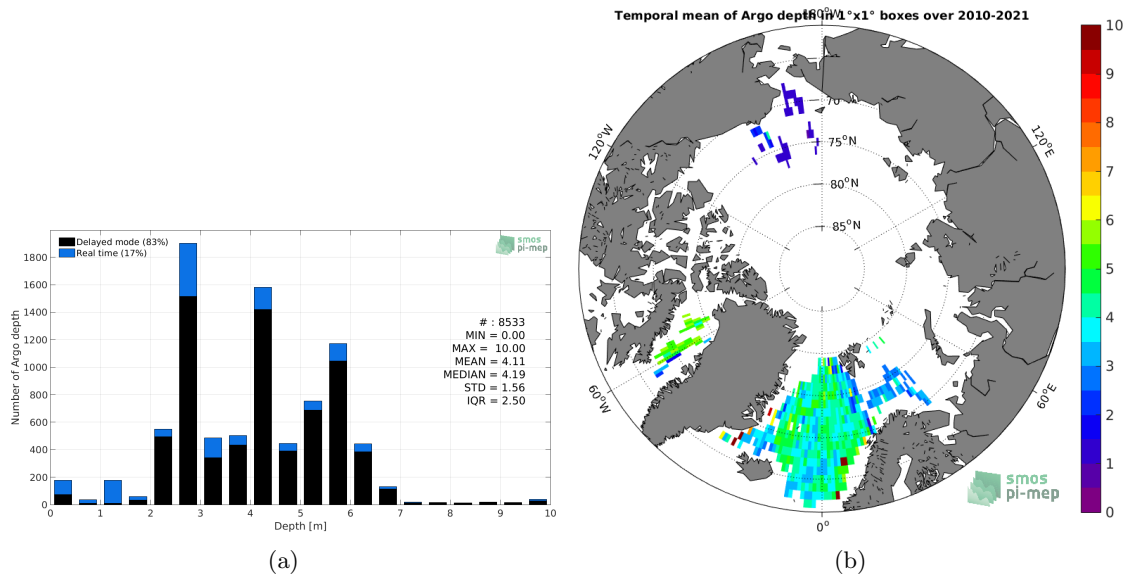 Delayed mode (83%)
Real time (17%)
smos
pi-mep
Number of Argo depth
1800
1600
1400
1200
1000
800
600
400
200
0
# : 8533
MIN = 0.00
MAX = 10.00
MEAN = 4.11
MEDIAN = 4.19
STD = 1.56
IQR = 2.50
0 1 2 3 4 5 6 7 8 9 10
Depth [m]
(a)
Temporal mean of Argo depth in 1°x1° boxes over 2010-2021
180°W
120°W
120°E
60°W
60°E
0°
70
75°N
80°N
85°N
smos
pi-mep
10
9
8
7
6
5
4
3
2
1
0
(b)